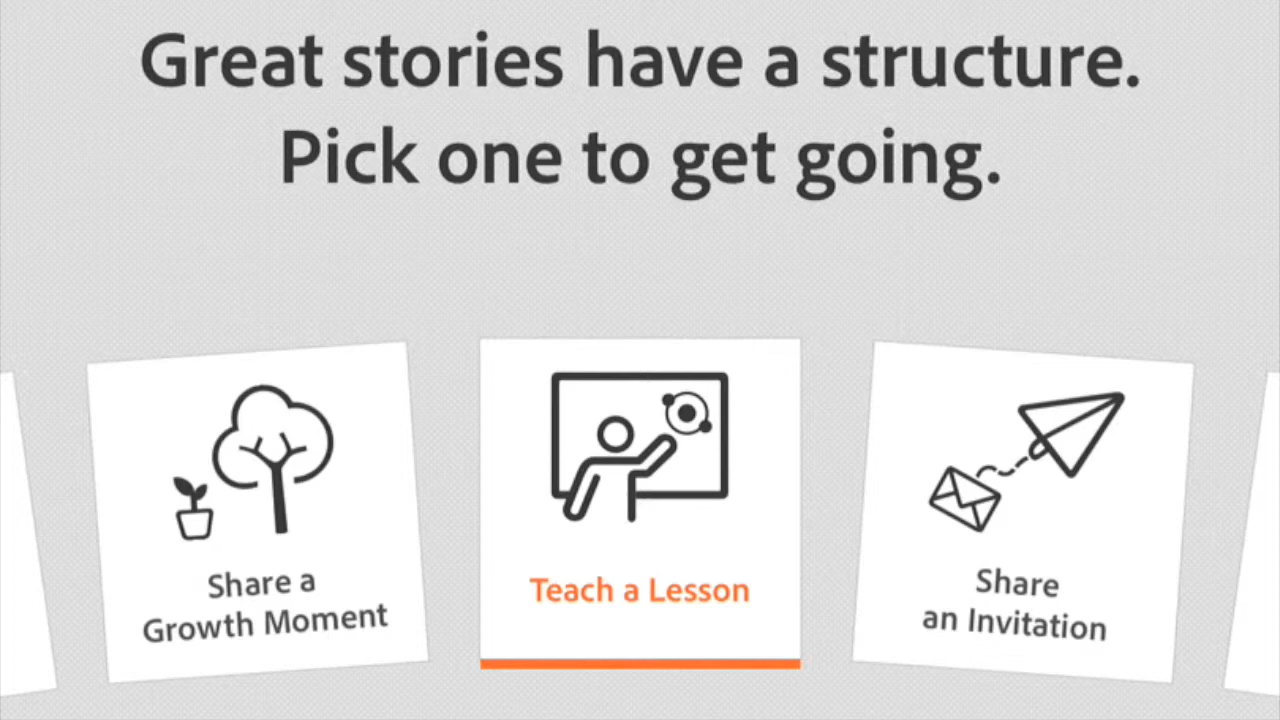 Great stories have a structure.
Pick one to get going.
Share a
Growth Moment
Teach a Lesson
Share
an Invitation